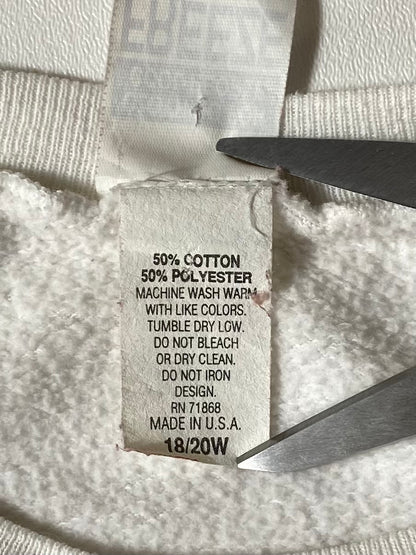 50% COTTON
50% POLYESTER
MACHINE WASH WARM
WITH LIKE COLORS.
TUMBLE DRY LOW.
DO NOT BLEACH
OR DRY CLEAN.
DO NOT IRON
DESIGN.
RN 71868
MADE IN U.S.A.
18/20W